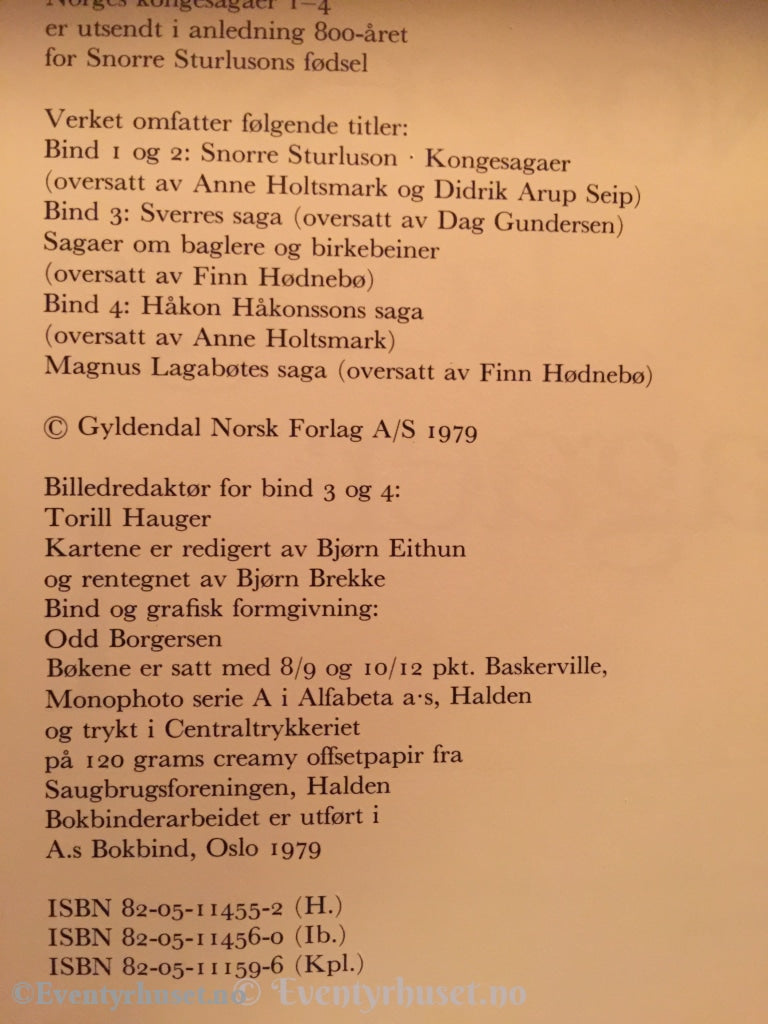 Norges kongesagaer 1–4
er utsendt i anledning 800-året
for Snorre Sturlusons fødsel
Verket omfatter følgende titler:
Bind 1 og 2: Snorre Sturluson · Kongesagaer
(oversatt av Anne Holtsmark og Didrik Arup Seip)
Bind 3: Sverres saga (oversatt av Dag Gundersen)
Sagaer om baglere og birkebeiner
(oversatt av Finn Hødnebø)
Bind 4: Håkon Håkonssons saga
(oversatt av Anne Holtsmark)
Magnus Lagabøtes saga (oversatt av Finn Hødnebø)
© Gyldendal Norsk Forlag A/S 1979
Billedredaktør for bind 3 og 4:
Torill Hauger
Kartene er redigert av Bjørn Eithun
og rentegnet av Bjørn Brekke
Bind og grafisk formgivning:
Odd Borgersen
Bøkene er satt med 8/9 og 10/12 pkt. Baskerville,
Monophoto serie A i Alfabeta a·s, Halden
og trykt i Centraltrykkeriet
på 120 grams creamy offsetpapir fra
Saugbrugsforeningen, Halden
Bokbinderarbeidet er utført i
A.s Bokbind, Oslo 1979
ISBN 82-05-11455-2 (H.)
ISBN 82-05-11456-0 (Ib.)
ISBN 82-05-11159-6 (Kpl.)
©Eventyrhuset.no © Eventyrhuset.no